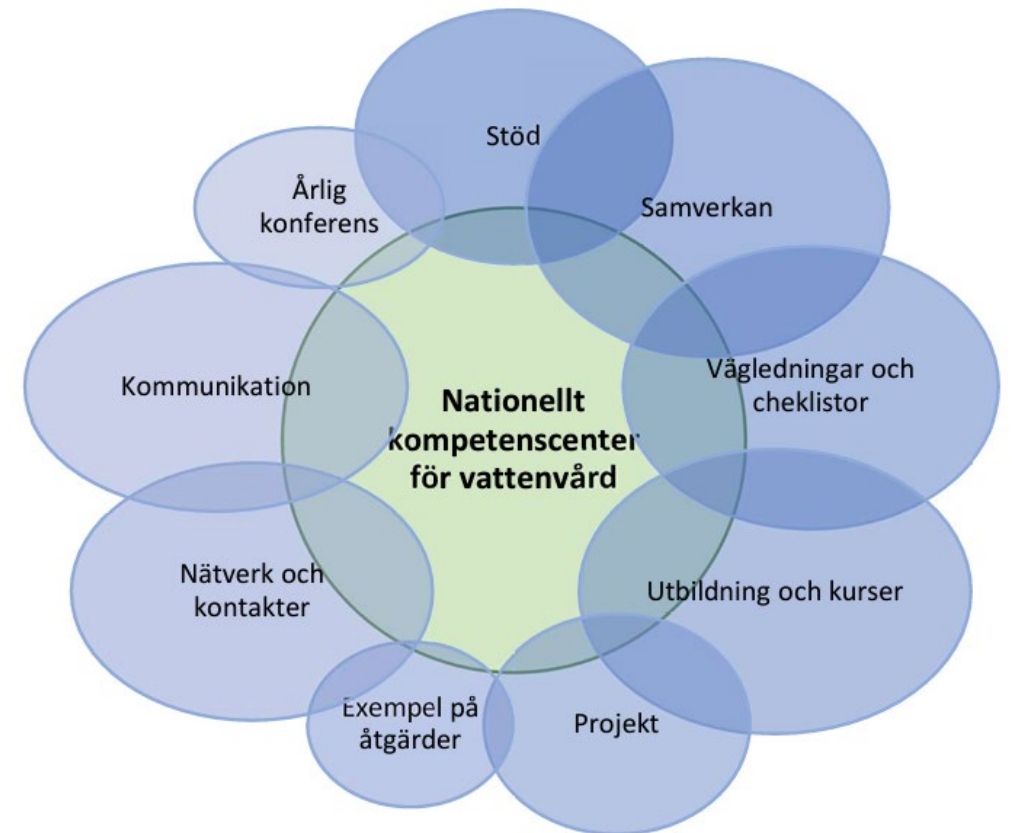 Stöd
Samverkan
Vägledningar och
cheklistor
Utbildning och kurser
Projekt
Exempel på
åtgärder
Nätverk och
kontakter
Kommunikation
Årlig
konferens
Nationellt
kompetenscenter
för vattenvård